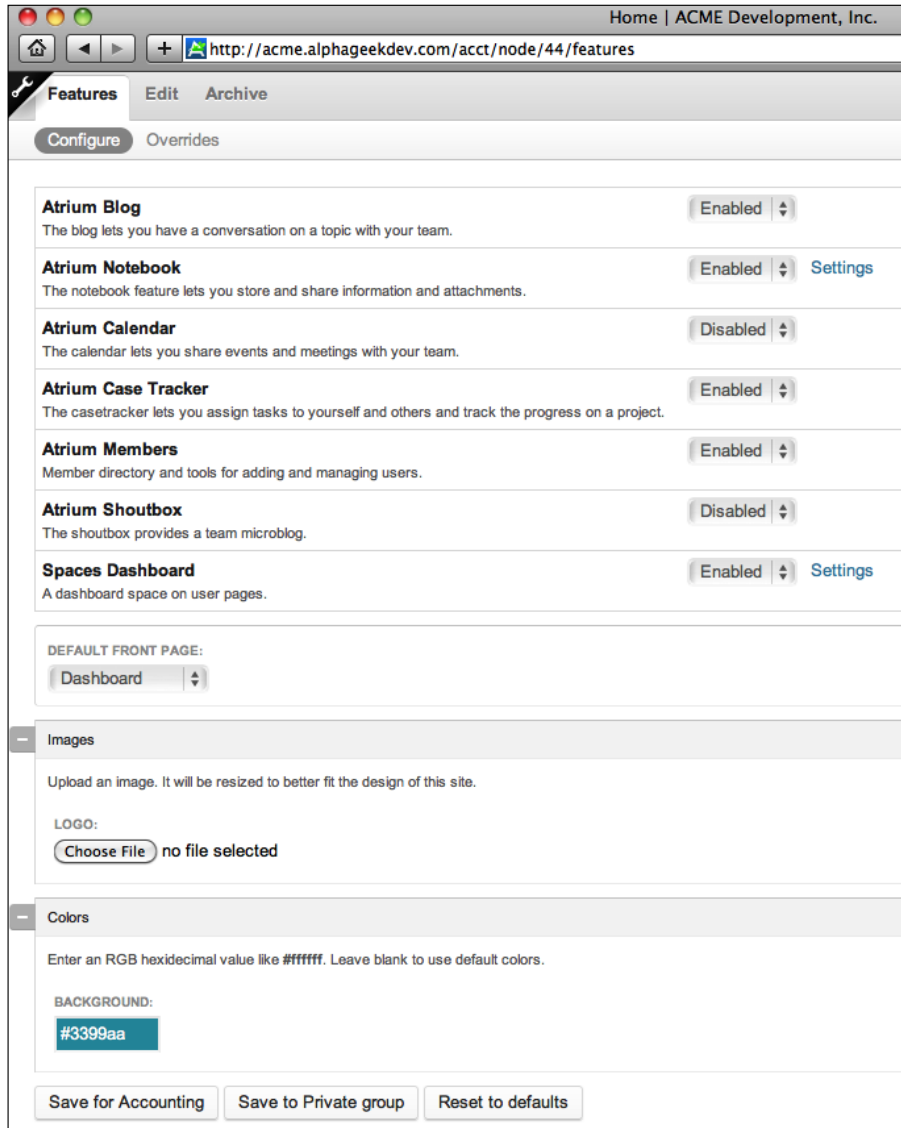 Home | ACME Development, Inc.
http://acme.alphageekdev.com/acct/node/44/features
Features Edit Archive
Configure Overrides
Atrium Blog Enabled
The blog lets you have a conversation on a topic with your team.
Atrium Notebook Enabled Settings
The notebook feature lets you store and share information and attachments.
Atrium Calendar Disabled
The calendar lets you share events and meetings with your team.
Atrium Case Tracker Enabled
The casetracker lets you assign tasks to yourself and others and track the progress on a project.
Atrium Members Enabled
Member directory and tools for adding and managing users.
Atrium Shoutbox Disabled
The shoutbox provides a team microblog.
Spaces Dashboard Enabled Settings
A dashboard space on user pages.
DEFAULT FRONT PAGE:
Dashboard
Images
Upload an image. It will be resized to better fit the design of this site.
LOGO:
Choose File no file selected
Colors
Enter an RGB hexidecimal value like #ffffff. Leave blank to use default colors.
BACKGROUND:
#3399aa
Save for Accounting Save to Private group Reset to defaults